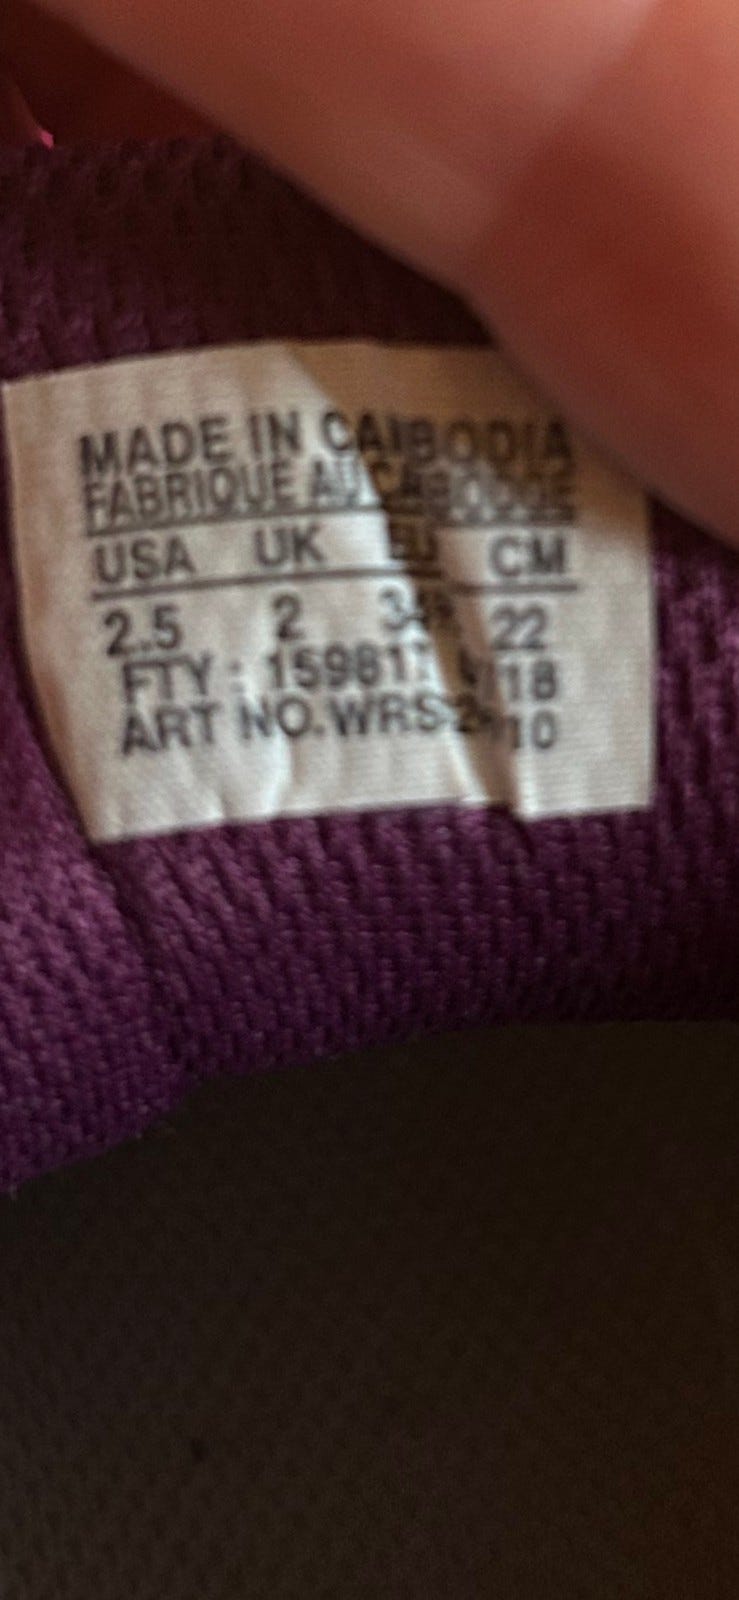 MADE IN CAMBODIA
FABRIQUE AU CAMBODGE
USA UK EU CM
2.5 2 22
FTY :
ART NO.